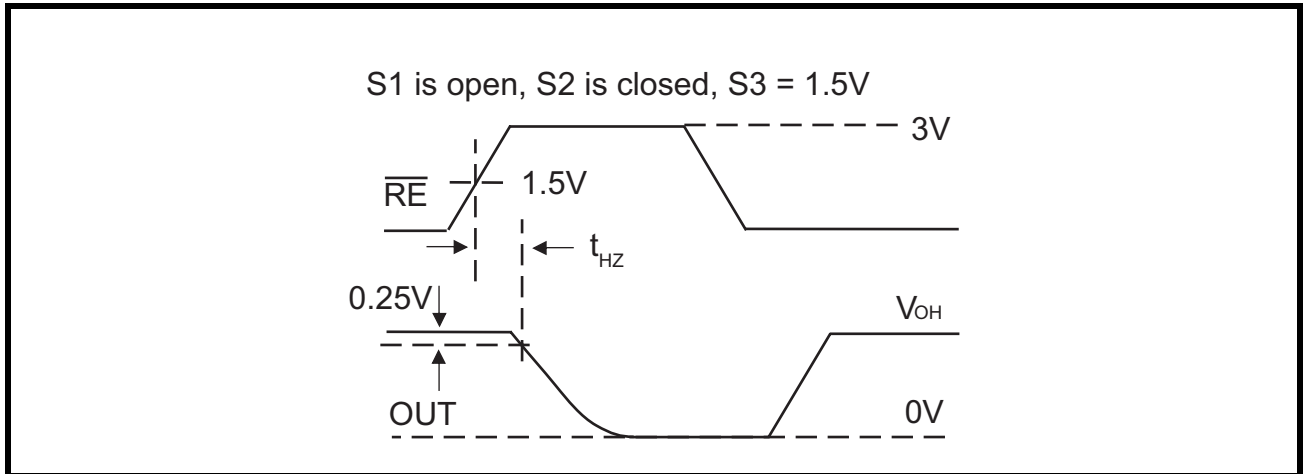 S1 is open, S2 is closed, S3 = 1.5V
3V
RE
1.5V
tHZ
0.25V
VOH
OUT
0V